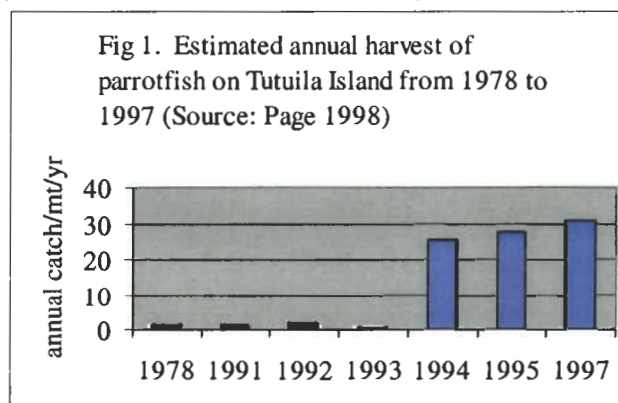 Fig 1. Estimated annual harvest of
parrotfish on Tutuila Island from 1978 to
1997 (Source: Page 1998)
annual catch/mt/yr
40
30
20
10
0
1978 1991 1992 1993 1994 1995 1997